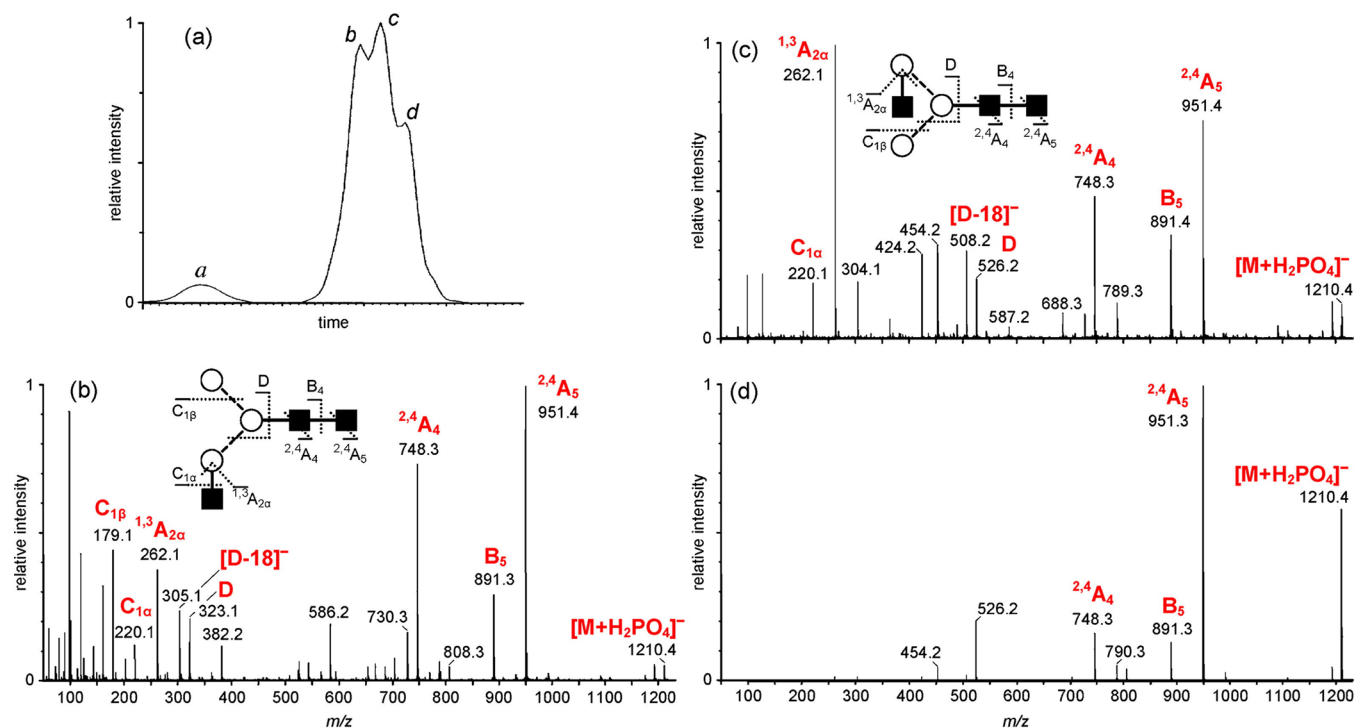 (a)
relative intensity
1
0
time
a
b
c
d
(b)
relative intensity
1
0
C1β
D
B4
2,4A4
2,4A5
C1α
1,3A2α
C1β
179.1
1,3A2α
262.1
C1α
220.1
[D-18]−
305.1
D
323.1
382.2
586.2
730.3
2,4A4
748.3
808.3
B5
891.3
2,4A5
951.4
[M+H2PO4]−
1210.4
100 200 300 400 500 600 700 800 900 1000 1100 1200
m/z
(c)
relative intensity
1
0
1,3A2α
262.1
1,3A2α
D
B4
C1β
2,4A4
2,4A5
C1α
220.1
304.1
424.2
454.2
[D-18]−
508.2
D
526.2
587.2
688.3
2,4A4
748.3
789.3
B5
891.4
2,4A5
951.4
[M+H2PO4]−
1210.4
(d)
relative intensity
1
0
454.2
526.2
2,4A4
748.3
790.3
B5
891.3
2,4A5
951.3
[M+H2PO4]−
1210.4
100 200 300 400 500 600 700 800 900 1000 1100 1200
m/z